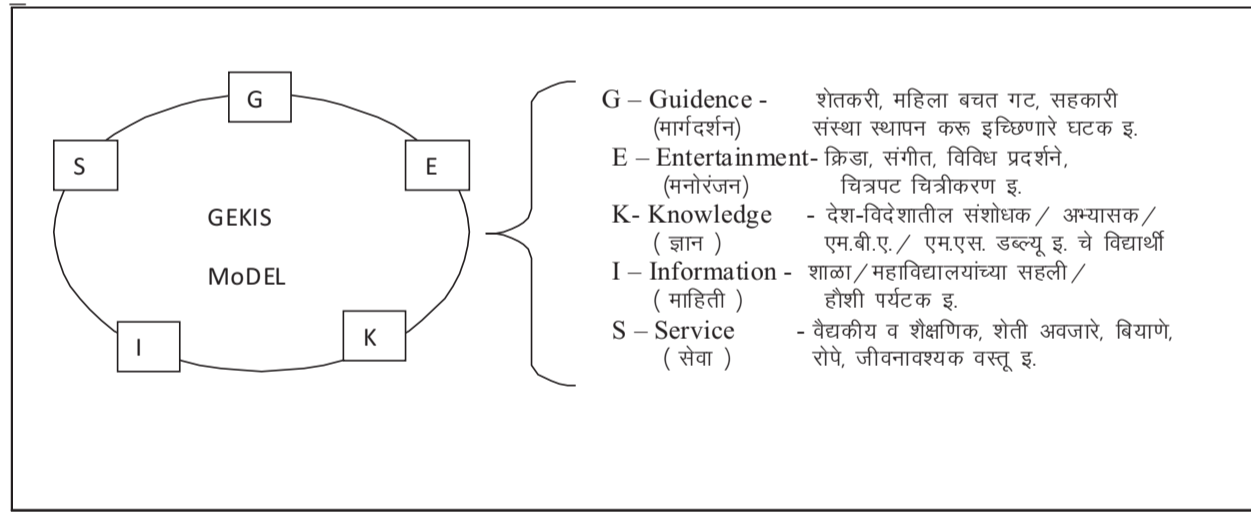 G
S
E
GEKIS
MoDEL
I
K
G – Guidence - शेतकरी, महिला बचत गट, सहकारी
(मार्गदर्शन) संस्था स्थापन करू इच्छिणारे घटक इ.
E – Entertainment- क्रिडा, संगीत, विविध प्रदर्शने,
(मनोरंजन) चित्रपट चित्रीकरण इ.
K- Knowledge - देश-विदेशातील संशोधक / अभ्यासक /
( ज्ञान ) एम.बी.ए. / एम.एस. डब्ल्यू इ. चे विद्यार्थी
I – Information - शाळा / महाविद्यालयांच्या सहली /
( माहिती ) हौशी पर्यटक इ.
S – Service - वैद्यकीय व शैक्षणिक, शेती अवजारे, बियाणे,
( सेवा ) रोपे, जीवनावश्यक वस्तू इ.